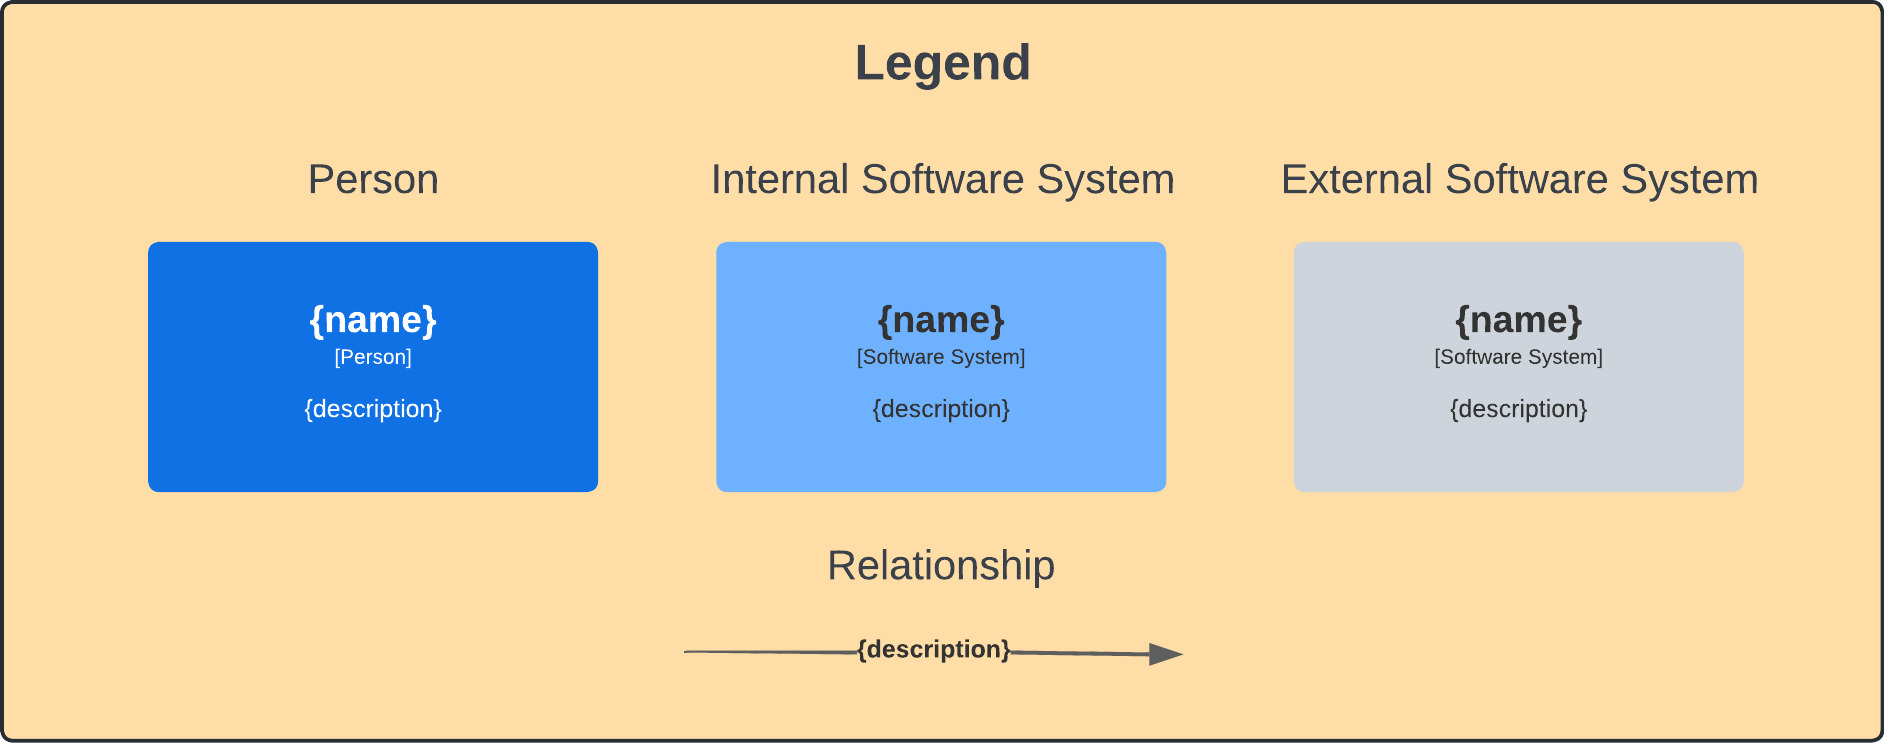 Legend
Person
Internal Software System
External Software System
{name}
[Person]
{description}
{name}
[Software System]
{description}
{name}
[Software System]
{description}
Relationship
{description}